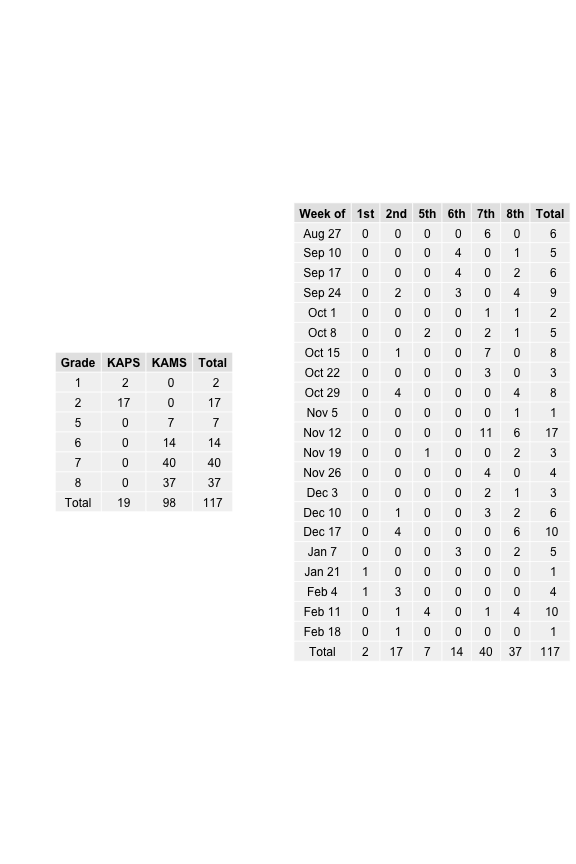 Grade KAPS KAMS Total
1 2 0 2
2 17 0 17
5 0 7 7
6 0 14 14
7 0 40 40
8 0 37 37
Total 19 98 117
Week of 1st 2nd 5th 6th 7th 8th Total
Aug 27 0 0 0 0 6 0 6
Sep 10 0 0 0 4 0 1 5
Sep 17 0 0 0 4 0 2 6
Sep 24 0 2 0 3 0 4 9
Oct 1 0 0 0 0 1 1 2
Oct 8 0 0 2 0 2 1 5
Oct 15 0 1 0 0 7 0 8
Oct 22 0 0 0 0 3 0 3
Oct 29 0 4 0 0 0 4 8
Nov 5 0 0 0 0 0 1 1
Nov 12 0 0 0 0 11 6 17
Nov 19 0 0 1 0 0 2 3
Nov 26 0 0 0 0 4 0 4
Dec 3 0 0 0 0 2 1 3
Dec 10 0 1 0 0 3 2 6
Dec 17 0 4 0 0 0 6 10
Jan 7 0 0 0 3 0 2 5
Jan 21 1 0 0 0 0 0 1
Feb 4 1 3 0 0 0 0 4
Feb 11 0 1 4 0 1 4 10
Feb 18 0 1 0 0 0 0 1
Total 2 17 7 14 40 37 117